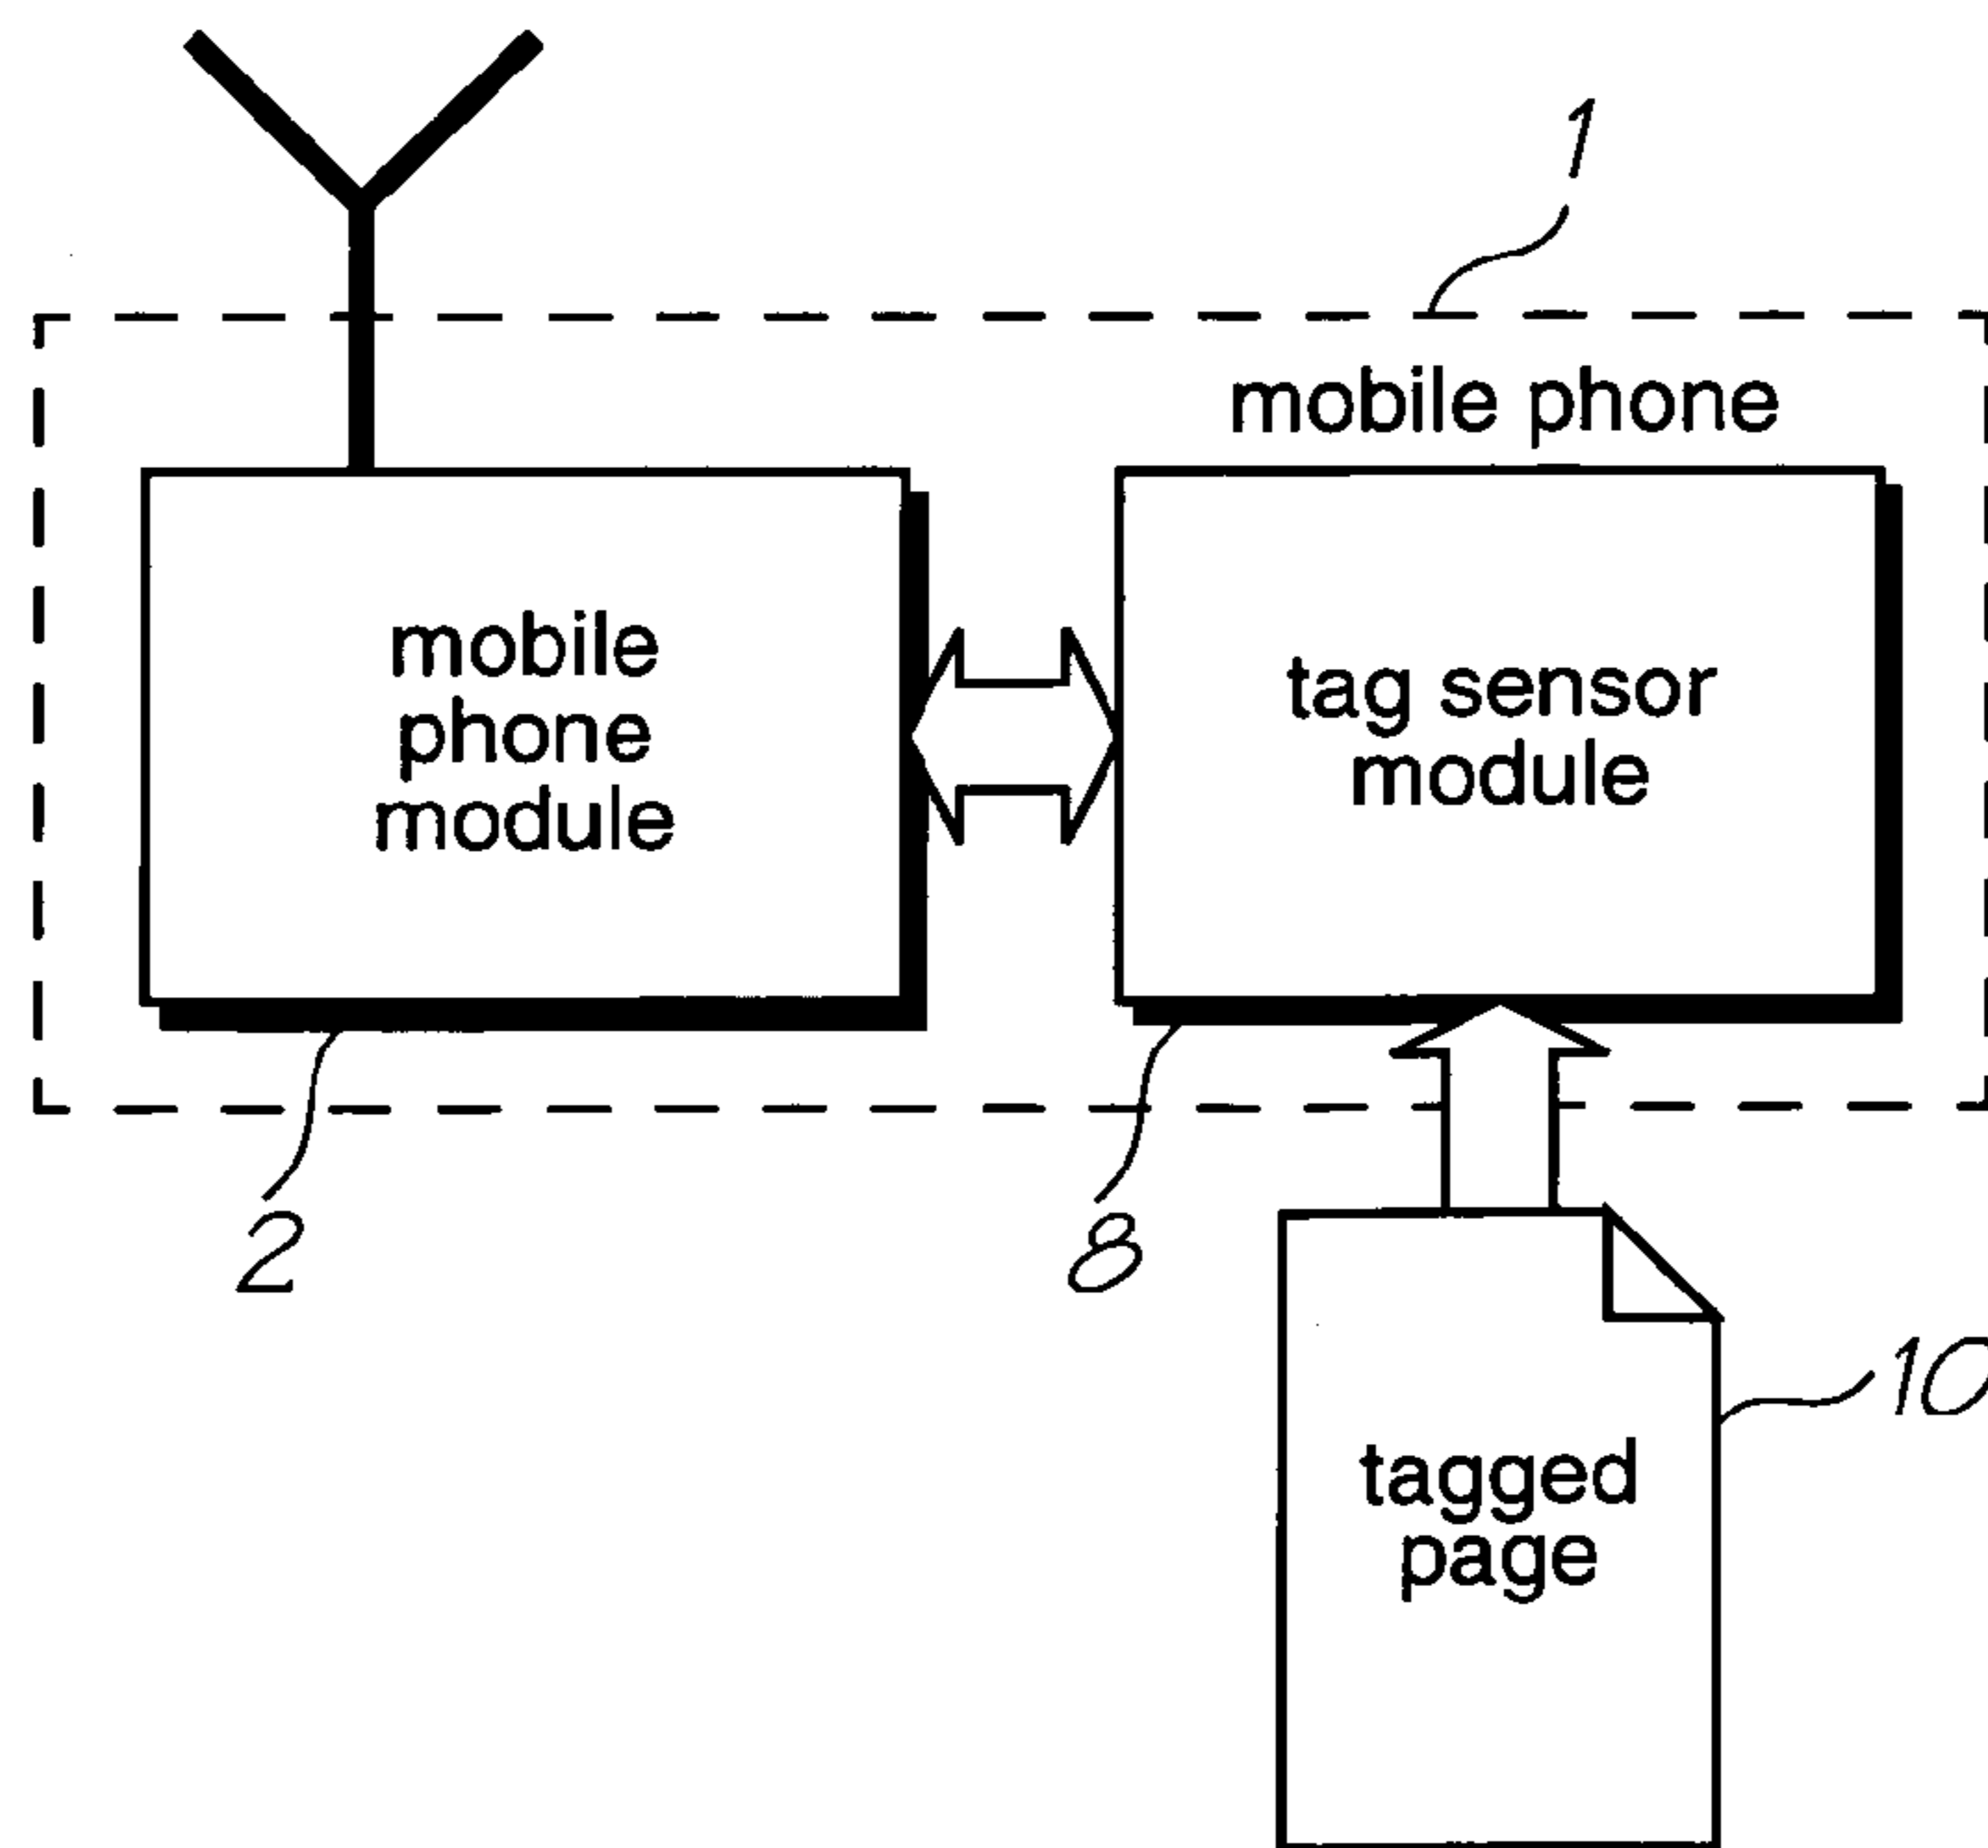 1
mobile phone
mobile
phone
module
tag sensor
module
2
8
10
tagged
page